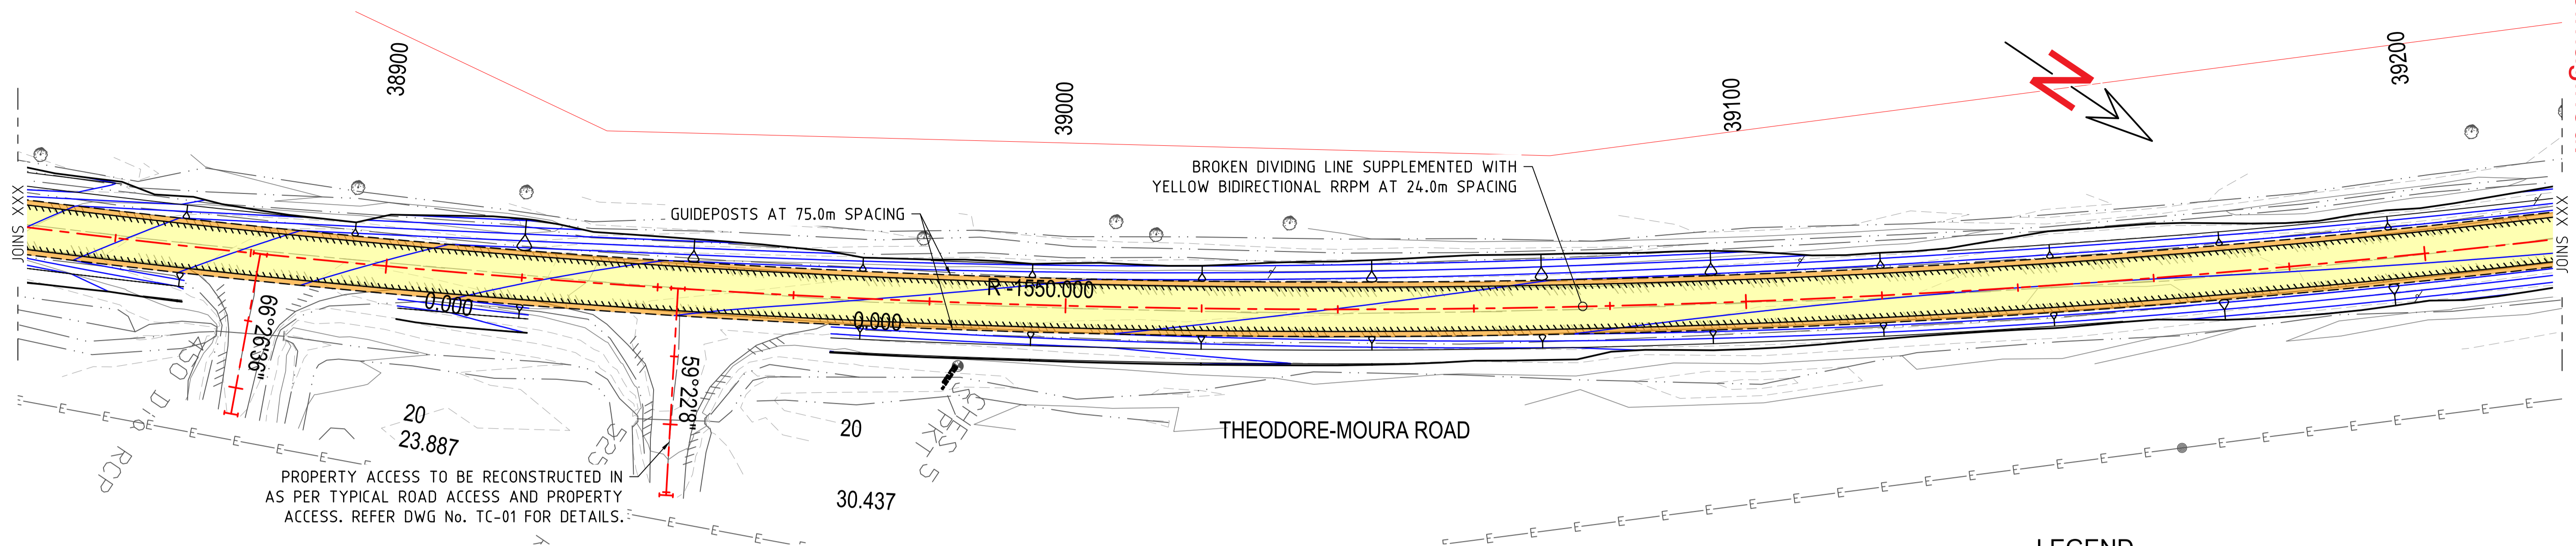 38900
39000
39100
39200
N
JOINS XXX
JOINS XXX
BROKEN DIVIDING LINE SUPPLEMENTED WITH
YELLOW BIDIRECTIONAL RRPM AT 24.0m SPACING
GUIDEPOSTS AT 75.0m SPACING
R -1550.000
0.000
0.000
66°26'36"
59°22'8"
20
23.887
20
30.437
RCP
525
THEODORE-MOURA ROAD
PROPERTY ACCESS TO BE RECONSTRUCTED IN
AS PER TYPICAL ROAD ACCESS AND PROPERTY
ACCESS. REFER DWG No. TC-01 FOR DETAILS.
E E E E E E E
LEGEND